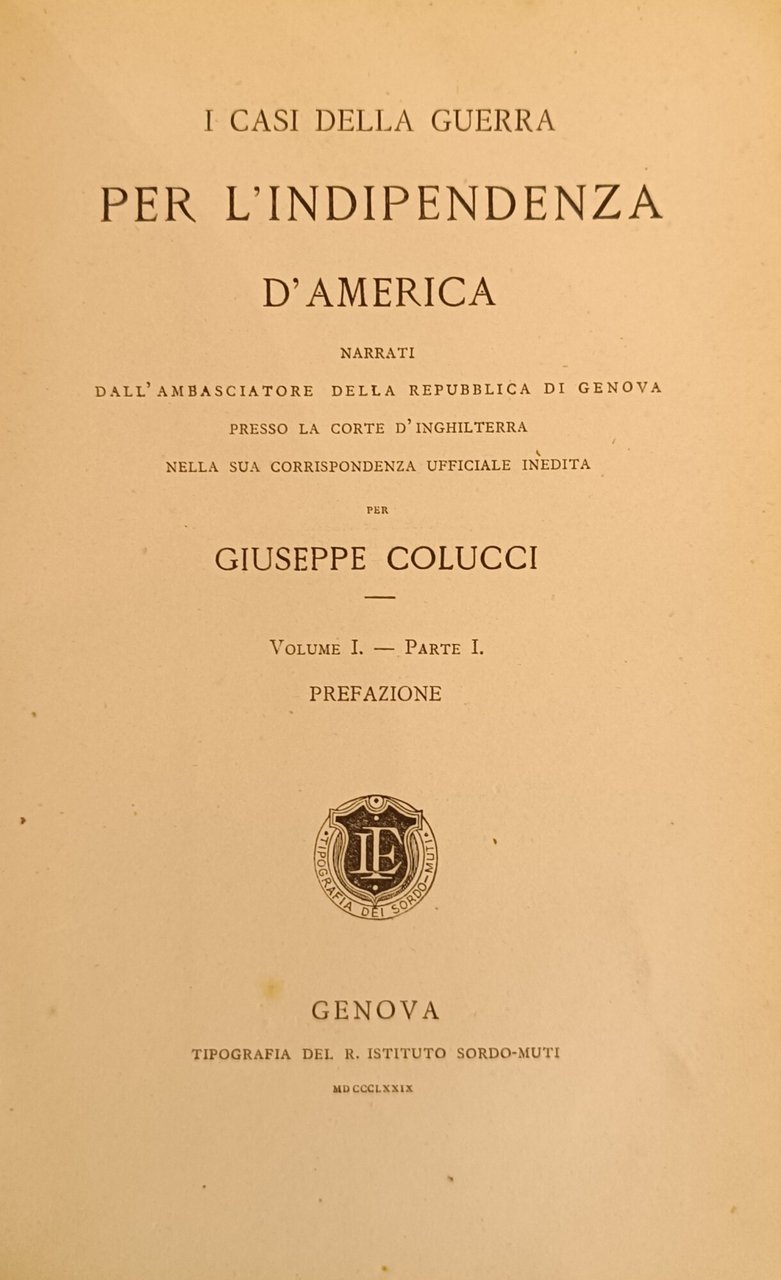 I CASI DELLA GUERRA
PER L'INDIPENDENZA
D'AMERICA
NARRATI
DALL'AMBASCIATORE DELLA REPUBBLICA DI GENOVA
PRESSO LA CORTE D'INGHILTERRA
NELLA SUA CORRISPONDENZA UFFICIALE INEDITA
PER
GIUSEPPE COLUCCI
VOLUME I. — PARTE I.
PREFAZIONE
LE
TIPOGRAFIA DEI SORDO-MUTI
GENOVA
TIPOGRAFIA DEL R. ISTITUTO SORDO-MUTI
MDCCCLXXIX